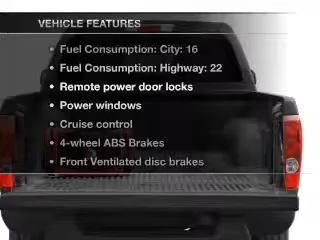 VEHICLE FEATURES
• Fuel Consumption: City: 16
• Fuel Consumption: Highway: 22
• Remote power door locks
• Power windows
• Cruise control
• 4-wheel ABS Brakes
• Front Ventilated disc brakes